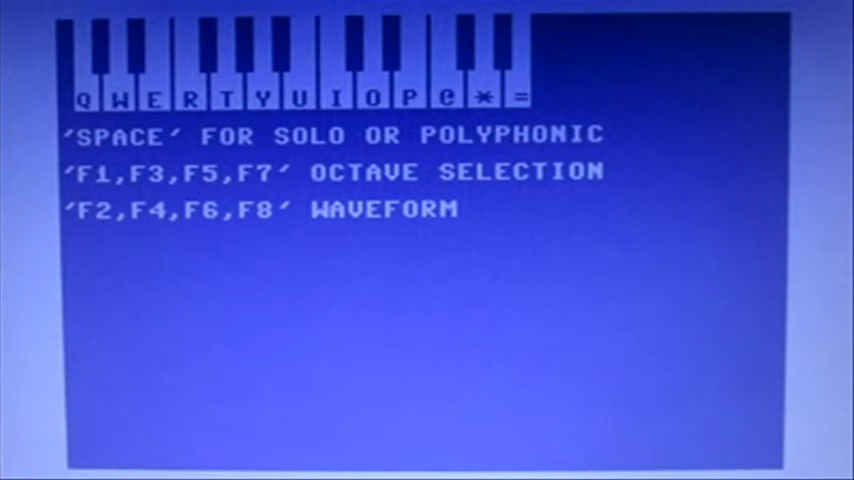 QWERTYUIOP@*=
'SPACE' FOR SOLO OR POLYPHONIC
'F1,F3,F5,F7' OCTAVE SELECTION
'F2,F4,F6,F8' WAVEFORM